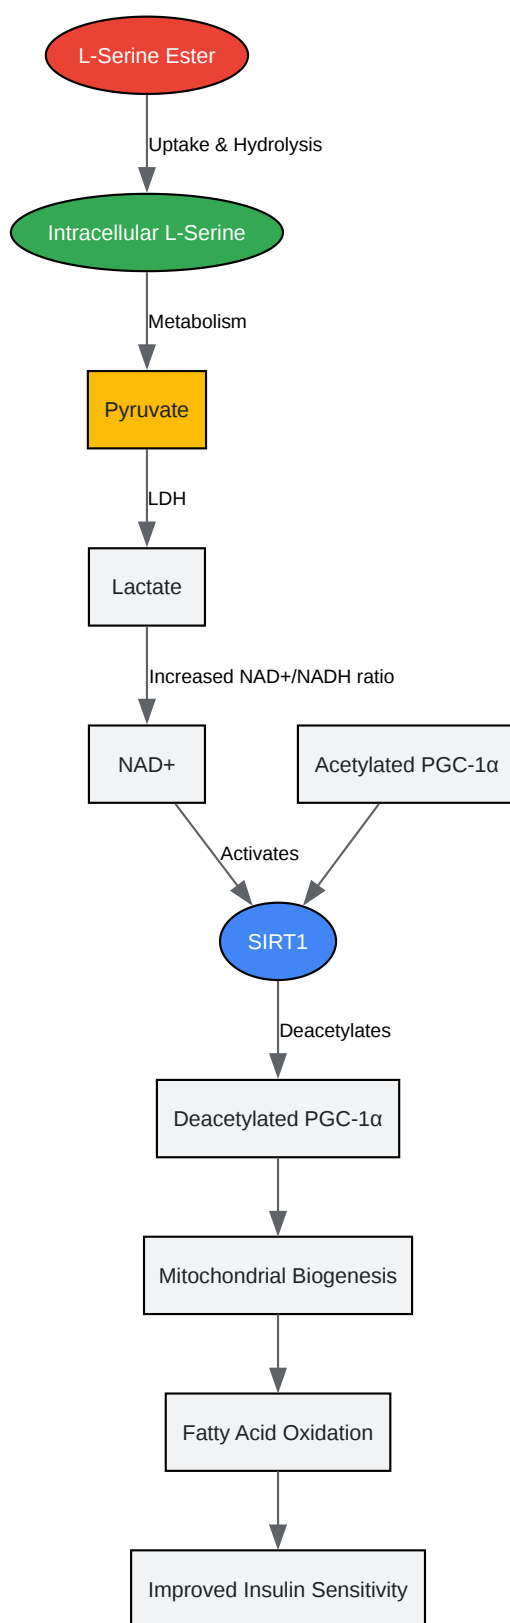 L-Serine Ester
Uptake & Hydrolysis
Intracellular L-Serine
Metabolism
Pyruvate
LDH
Lactate
Increased NAD+/NADH ratio
NAD+
Acetylated PGC-1α
Activates
SIRT1
Deacetylates
Deacetylated PGC-1α
Mitochondrial Biogenesis
Fatty Acid Oxidation
Improved Insulin Sensitivity